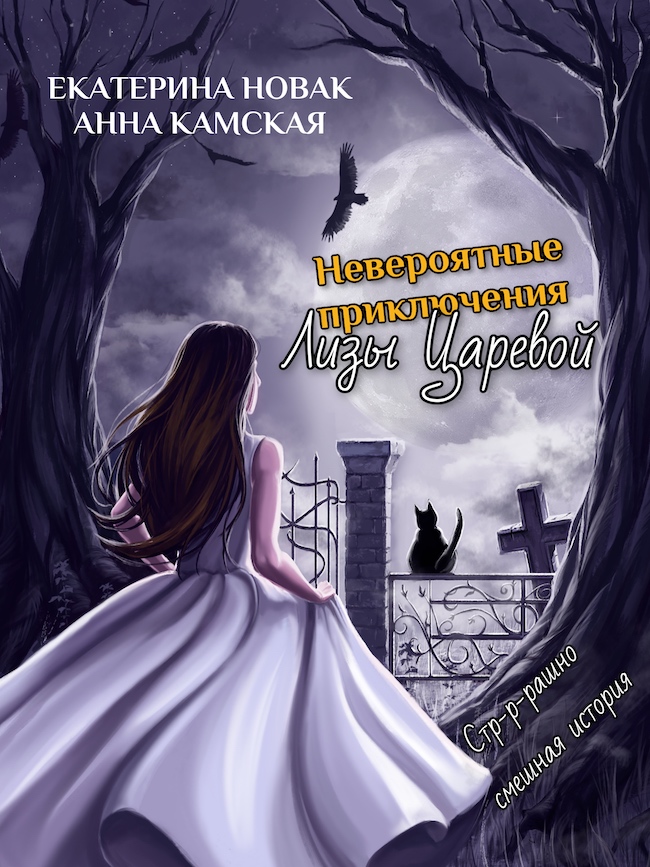 ЕКАТЕРИНА НОВАК
АННА КАМСКАЯ
Невероятные
приключения
Лизы Царевой
Стр-р-рашно
смешная история